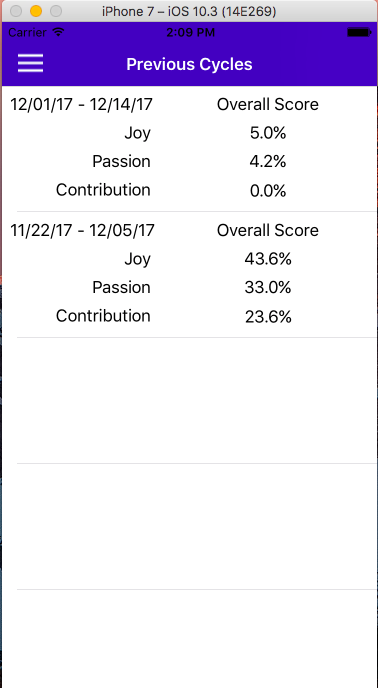 iPhone 7 – iOS 10.3 (14E269)
Carrier 2:09 PM
Previous Cycles
12/01/17 - 12/14/17 Overall Score
Joy 5.0%
Passion 4.2%
Contribution 0.0%
11/22/17 - 12/05/17 Overall Score
Joy 43.6%
Passion 33.0%
Contribution 23.6%